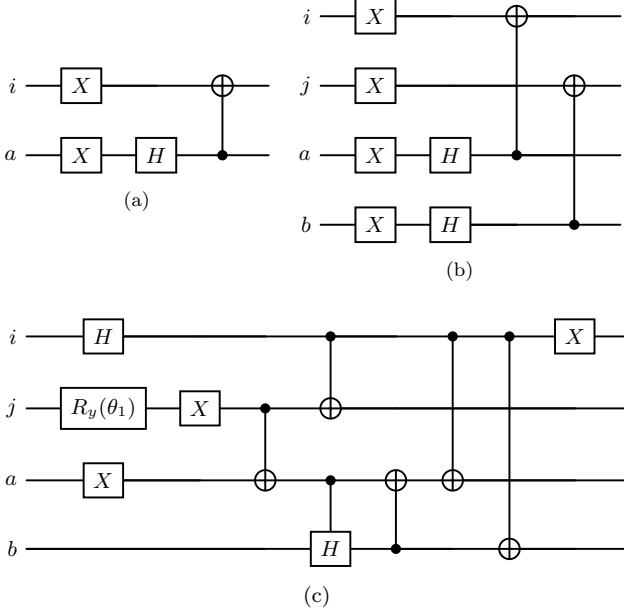 i X
i X
j X
a X H
a X H
b X H
(a)
(b)
i H X
j R_y(θ_1) X
a X
b H
(c)